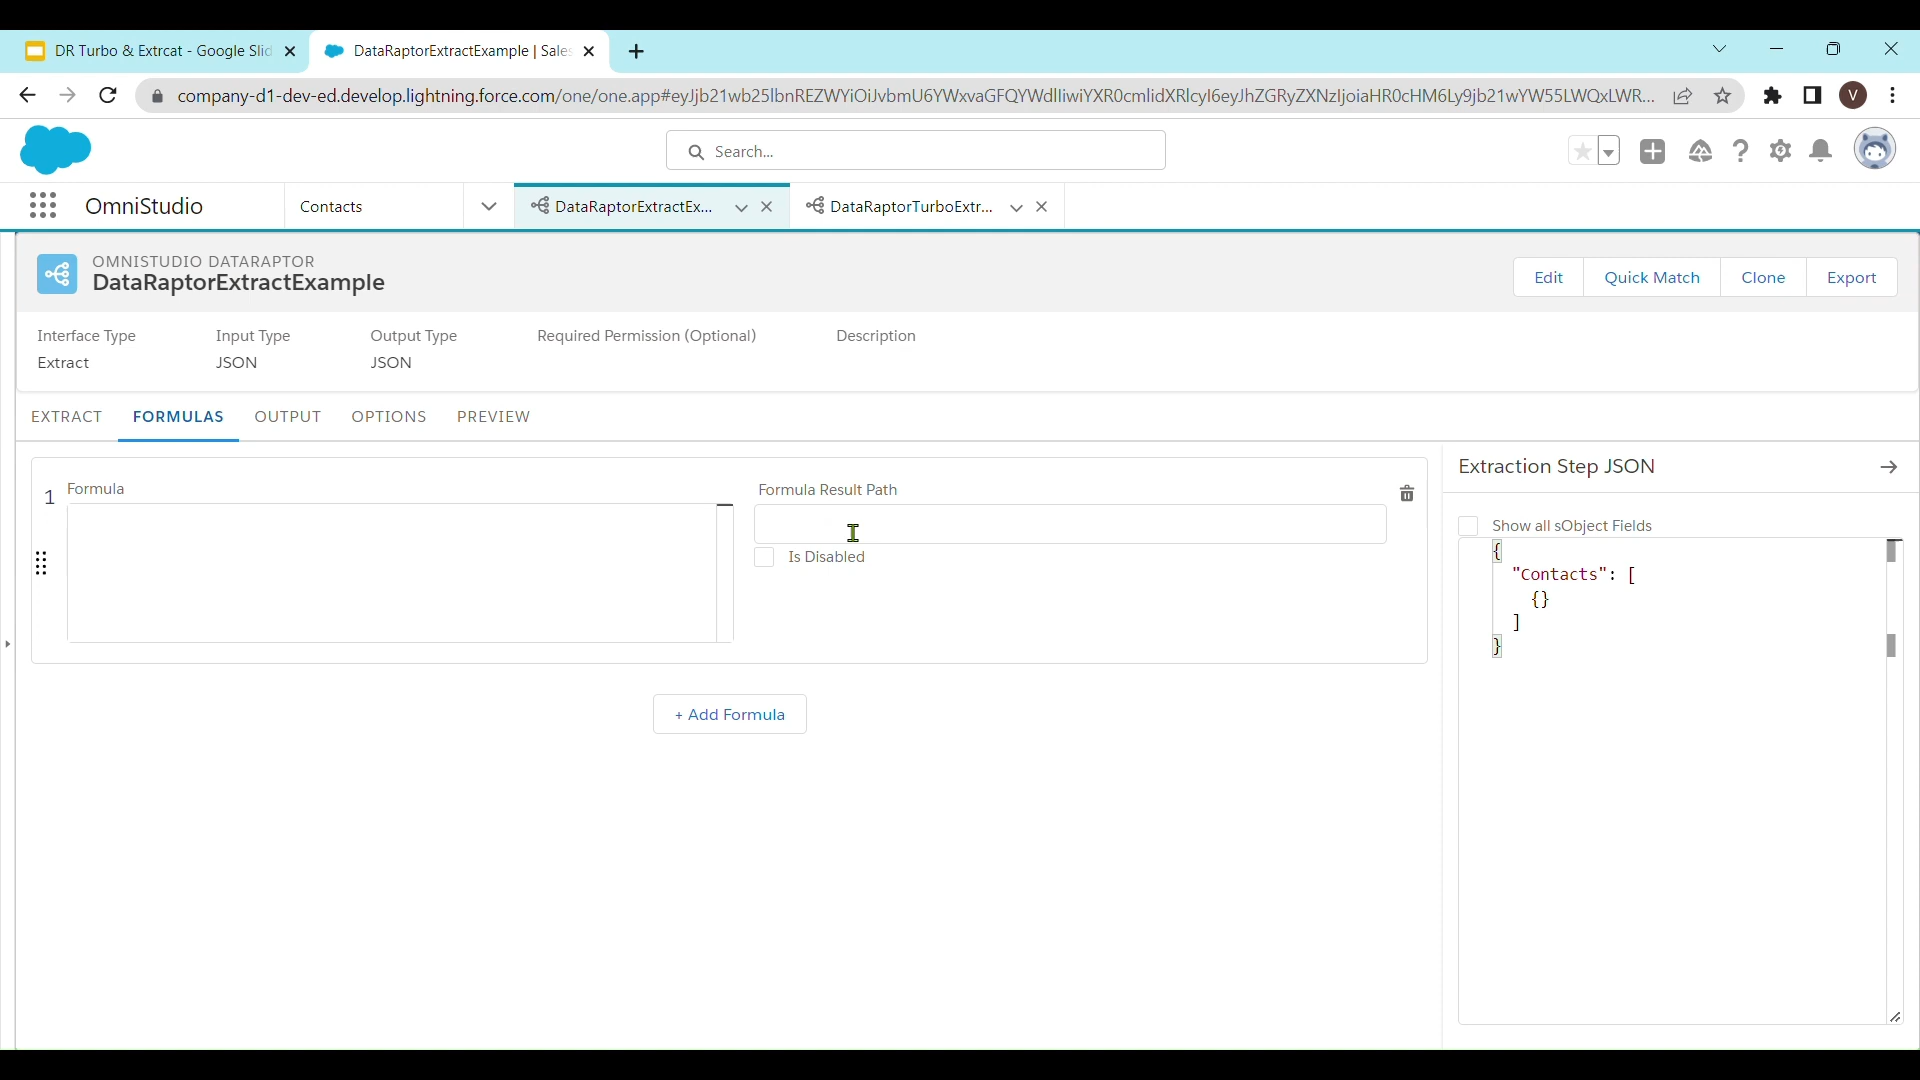 DR Turbo & Extrcat - Google Slid
DataRaptorExtractExample | Sales
company-d1-dev-ed.develop.lightning.force.com/one/one.app#eyJjb21wb25lbnREZWYiOiJvbmU6YWxvaGFQYWdlIiwiYXR0cmlidXRlcyI6eyJhZGRyZXNzIjoiaHR0cHM6Ly9jb21wYW55LWQxLWR...
V
Search...
OmniStudio
Contacts
DataRaptorExtractEx...
DataRaptorTurboExtr...
OMNISTUDIO DATARAPTOR
DataRaptorExtractExample
Edit
Quick Match
Clone
Export
Interface Type
Input Type
Output Type
Required Permission (Optional)
Description
Extract
JSON
JSON
EXTRACT
FORMULAS
OUTPUT
OPTIONS
PREVIEW
1
Formula
Formula Result Path
Is Disabled
+ Add Formula
Extraction Step JSON
Show all sObject Fields
{
"Contacts": [
{}
]
}